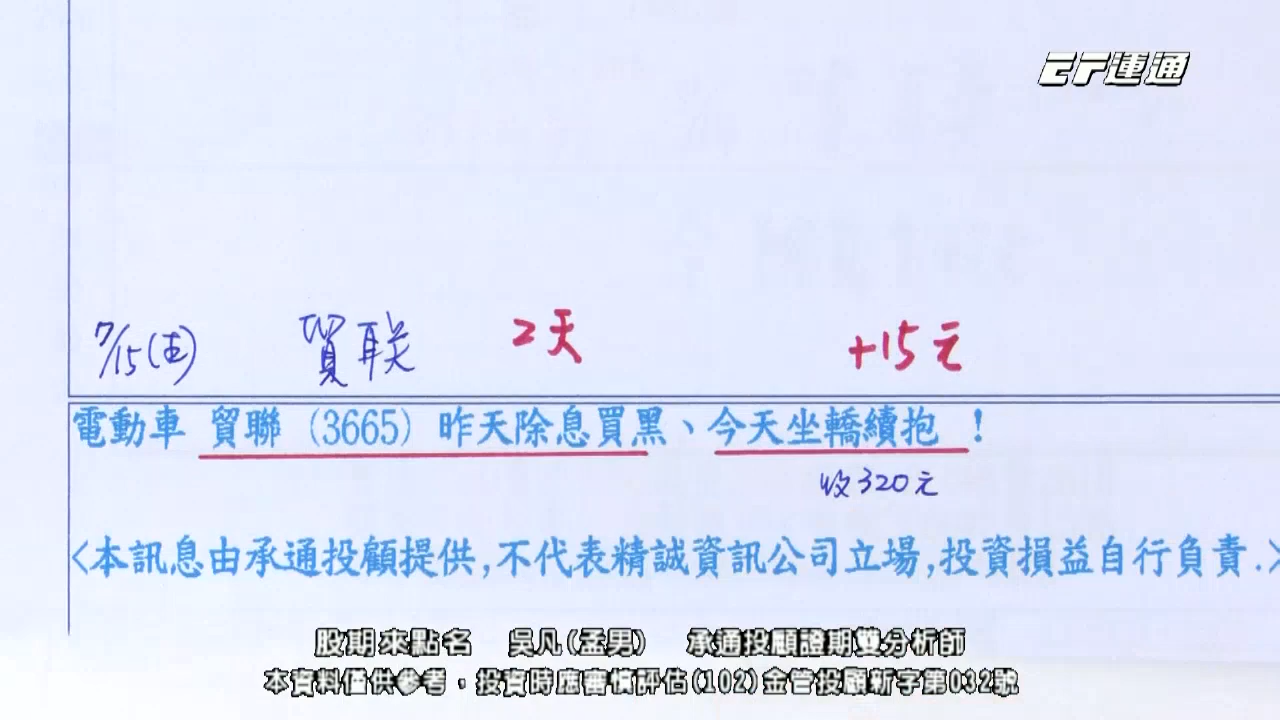 EF運通
7/15(五) 貿联 2天 +15元
電動車 貿聯 (3665) 昨天除息買黑、今天坐轎續抱 !
收320元
<本訊息由承通投顧提供,不代表精誠資訊公司立場,投資損益自行負責.>
股期來點名 吳凡(孟男) 承通投顧證期雙分析師
本資料僅供參考,投資時應審慎評估(102)金管投顧新字第032號